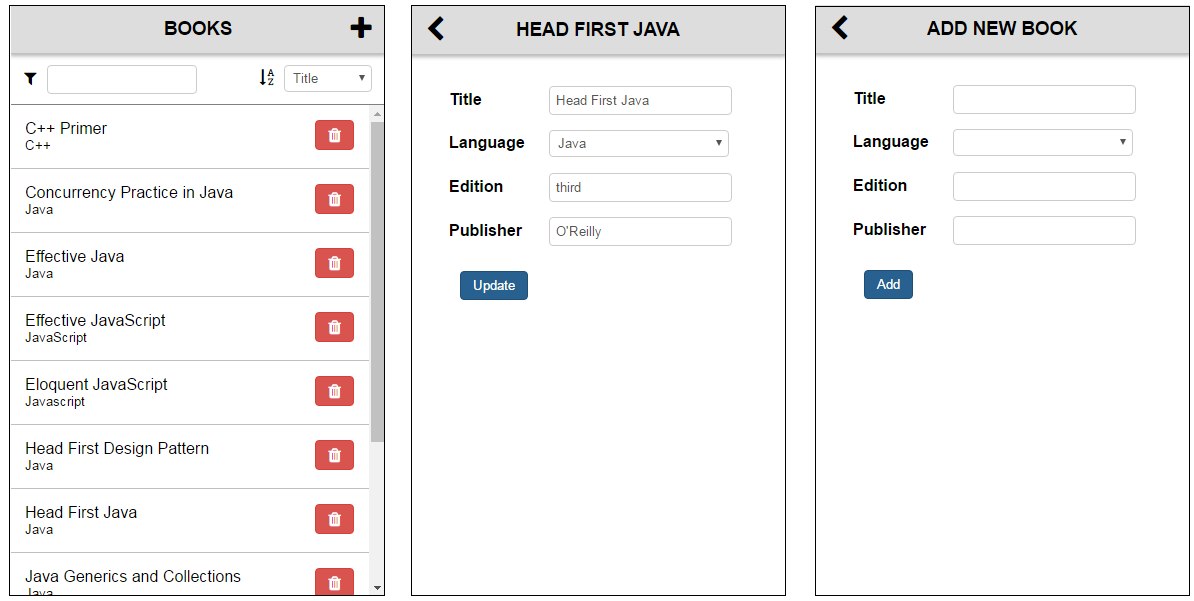 BOOKS
Title
C++ Primer
C++
Concurrency Practice in Java
Java
Effective Java
Java
Effective JavaScript
JavaScript
Eloquent JavaScript
Javascript
Head First Design Pattern
Java
Head First Java
Java
Java Generics and Collections
Java
HEAD FIRST JAVA
Title Head First Java
Language Java
Edition third
Publisher O'Reilly
Update
ADD NEW BOOK
Title
Language
Edition
Publisher
Add